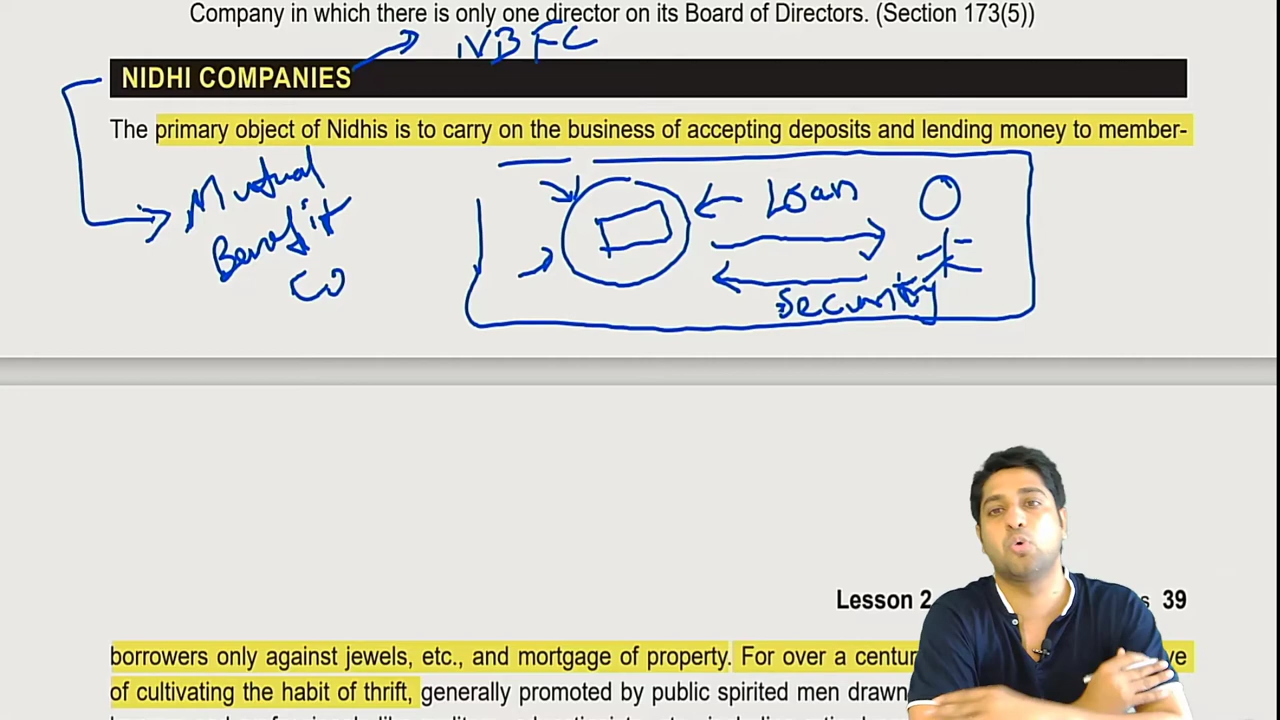 Company in which there is only one director on its Board of Directors. (Section 173(5))
NVBFC
NIDHI COMPANIES
The primary object of Nidhis is to carry on the business of accepting deposits and lending money to member-
Mutual
Benefit
Co
Loan
Security
Lesson 2
39
borrowers only against jewels, etc., and mortgage of property. For over a centur
of cultivating the habit of thrift, generally promoted by public spirited men drawn